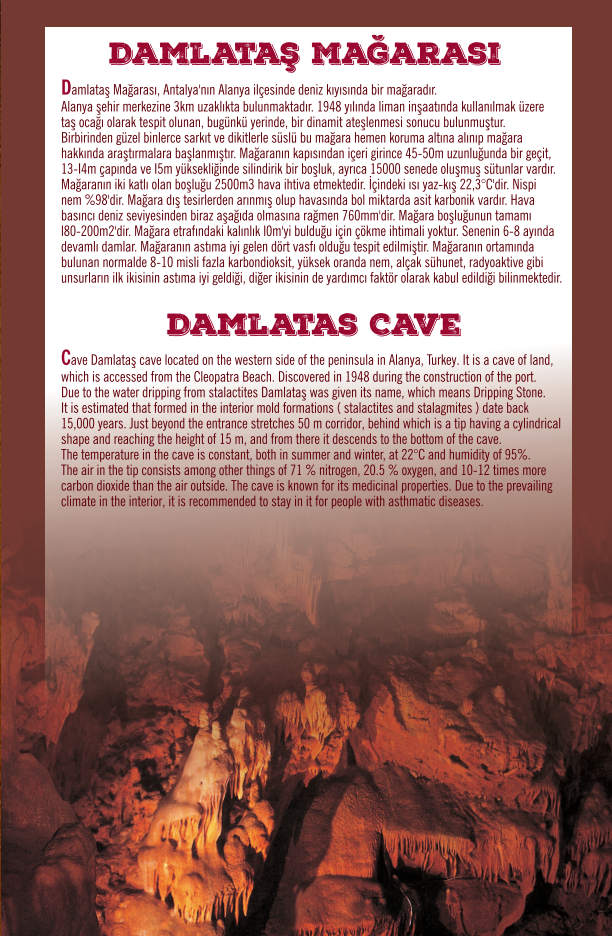 DAMLATAŞ MAĞARASI
Damlataş Mağarası, Antalya'nın Alanya ilçesinde deniz kıyısında bir mağaradır.
Alanya şehir merkezine 3km uzaklıkta bulunmaktadır. 1948 yılında liman inşaatında kullanılmak üzere
taş ocağı olarak tespit olunan, bugünkü yerinde, bir dinamit ateşlenmesi sonucu bulunmuştur.
Birbirinden güzel binlerce sarkıt ve dikitlerle süslü bu mağara hemen koruma altına alınıp mağara
hakkında araştırmalara başlanmıştır. Mağaranın kapısından içeri girince 45-50m uzunluğunda bir geçit,
13-14m çapında ve 15m yüksekliğinde silindirik bir boşluk, ayrıca 15000 senede oluşmuş sütunlar vardır.
Mağaranın iki katlı olan boşluğu 2500m3 hava ihtiva etmektedir. İçindeki ısı yaz-kış 22,3°C'dir. Nispi
nem %98'dir. Mağara dış tesirlerden arınmış olup havasında bol miktarda asit karbonik vardır. Hava
basıncı deniz seviyesinden biraz aşağıda olmasına rağmen 760mm'dir. Mağara boşluğunun tamamı
180-200m2'dir. Mağara etrafındaki kalınlık 10m'yi bulduğu için çökme ihtimali yoktur. Senenin 6-8 ayında
devamlı damlar. Mağaranın astıma iyi gelen dört vasfı olduğu tespit edilmiştir. Mağaranın ortamında
bulunan normalde 8-10 misli fazla karbondioksit, yüksek oranda nem, alçak sühunet, radyoaktive gibi
unsurların ilk ikisinin astıma iyi geldiği, diğer ikisinin de yardımcı faktör olarak kabul edildiği bilinmektedir.
DAMLATAS CAVE
Cave Damlataş cave located on the western side of the peninsula in Alanya, Turkey. It is a cave of land,
which is accessed from the Cleopatra Beach. Discovered in 1948 during the construction of the port.
Due to the water dripping from stalactites Damlataş was given its name, which means Dripping Stone.
It is estimated that formed in the interior mold formations ( stalactites and stalagmites ) date back
15,000 years. Just beyond the entrance stretches 50 m corridor, behind which is a tip having a cylindrical
shape and reaching the height of 15 m, and from there it descends to the bottom of the cave.
The temperature in the cave is constant, both in summer and winter, at 22°C and humidity of 95%.
The air in the tip consists among other things of 71 % nitrogen, 20.5 % oxygen, and 10-12 times more
carbon dioxide than the air outside. The cave is known for its medicinal properties. Due to the prevailing
climate in the interior, it is recommended to stay in it for people with asthmatic diseases.